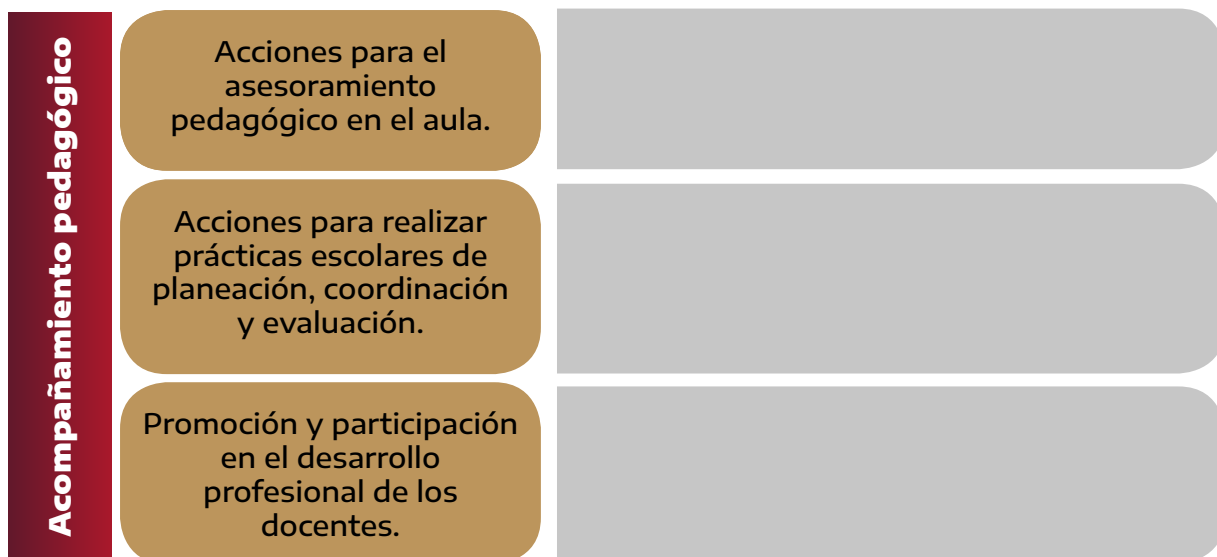 Acompañamiento pedagógico
Acciones para el
asesoramiento
pedagógico en el aula.
Acciones para realizar
prácticas escolares de
planeación, coordinación
y evaluación.
Promoción y participación
en el desarrollo
profesional de los
docentes.